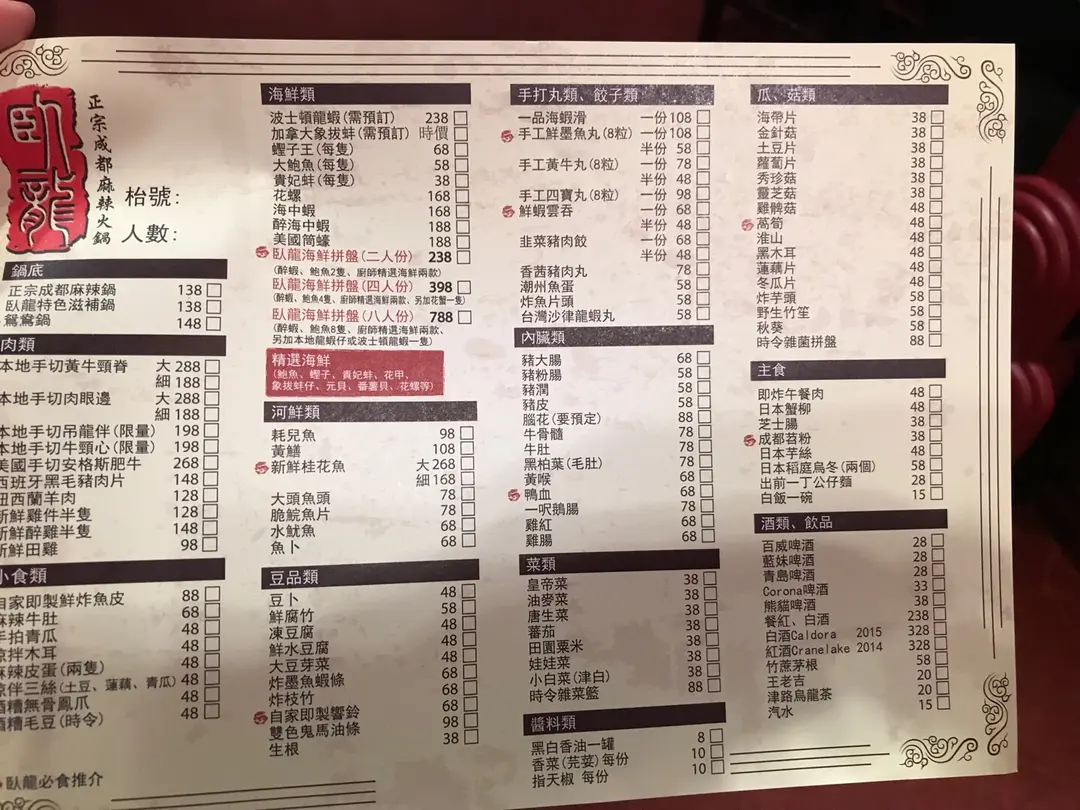 臥龍
正宗成都麻辣火鍋
枱號:
人數:
鍋底
正宗成都麻辣鍋 138
臥龍特色滋補鍋 138
鴛鴦鍋 148
肉類
本地手切黃牛頸脊 大 288
細 188
本地手切肉眼邊 大 288
細 188
本地手切吊龍伴(限量) 198
本地手切牛頸心(限量) 198
美國手切安格斯肥牛 268
西班牙黑毛豬肉片 148
紐西蘭羊肉 128
新鮮雞件半隻 128
新鮮醉雞半隻 148
新鮮田雞 98
小食類
自家即製鮮炸魚皮 88
麻辣牛肚 68
手拍青瓜 48
涼拌木耳 48
麻辣皮蛋(兩隻) 48
涼伴三絲(土豆、蓮藕、青瓜) 48
酒糟無骨鳳爪 48
酒糟毛豆(時令) 48
臥龍必食推介
海鮮類
波士頓龍蝦(需預訂) 238
加拿大象拔蚌(需預訂) 時價
蟶子王(每隻) 68
大鮑魚(每隻) 58
貴妃蚌(每隻) 38
花螺 168
海中蝦 168
醉海中蝦 188
美國筒蠔 188
臥龍海鮮拼盤(二人份) 238
(醉蝦、鮑魚2隻、廚師精選海鮮兩款)
臥龍海鮮拼盤(四人份) 398
(醉蝦、鮑魚4隻、廚師精選海鮮兩款、另加花蟹一隻)
臥龍海鮮拼盤(八人份) 788
(醉蝦、鮑魚8隻、廚師精選海鮮兩款、
另加本地龍蝦仔或波士頓龍蝦一隻)
精選海鮮
(鮑魚、蟶子、貴妃蚌、花甲、
象拔蚌仔、元貝、番薯貝、花螺等)
河鮮類
耗兒魚 98
黃鱔 108
新鮮桂花魚 大 268
細 168
大頭魚頭 78
脆鯇魚片 78
水魷魚 68
魚卜 68
豆品類
豆卜 48
鮮腐竹 58
凍豆腐 48
鮮水豆腐 48
大豆芽菜 48
炸墨魚蝦條 68
炸枝竹 68
自家即製響鈴 68
雙色鬼馬油條 98
生根 38
手打丸類、餃子類
一品海蝦滑 一份 108
手工鮮墨魚丸(8粒) 一份 108
半份 58
手工黃牛丸(8粒) 一份 78
半份 48
手工四寶丸(8粒) 一份 98
鮮蝦雲吞 一份 68
半份 38
韭菜豬肉餃 一份 68
半份 48
香茜豬肉丸 78
潮州魚蛋 58
炸魚片頭 58
台灣沙律龍蝦丸 58
內臟類
豬大腸 68
豬粉腸 58
豬潤 58
豬皮 58
腦花(要預定) 88
牛骨髓 78
牛肚 78
黑柏葉(毛肚) 78
黃喉 68
鴨血 68
一呎鵝腸 78
雞紅 68
雞腸 68
菜類
皇帝菜 38
油麥菜 38
唐生菜 38
蕃茄 38
田園粟米 38
娃娃菜 38
小白菜(津白) 38
時令雜菜籃 88
醬料類
黑白香油一罐 8
香菜(芫荽)每份 10
指天椒 每份 10
瓜、菇類
海帶片 38
金針菇 38
土豆片 38
蘿蔔片 38
秀珍菇 38
靈芝菇 38
雞髀菇 48
萵筍 48
淮山 48
黑木耳 48
蓮藕片 48
冬瓜片 48
炸芋頭 58
野生竹笙 58
秋葵 58
時令雜菌拼盤 88
主食
即炸午餐肉 48
日本蟹柳 48
芝士腸 38
成都苕粉 38
日本芋絲 48
日本稻庭烏冬(兩個) 58
出前一丁公仔麵 28
白飯一碗 15
酒類、飲品
百威啤酒 28
藍妹啤酒 28
青島啤酒 28
Corona啤酒 33
熊貓啤酒 38
餐紅、白酒 238
白酒Caldora 2015 328
紅酒Cranelake 2014 328
竹蔗茅根 58
王老吉 20
津路烏龍茶 20
汽水 15